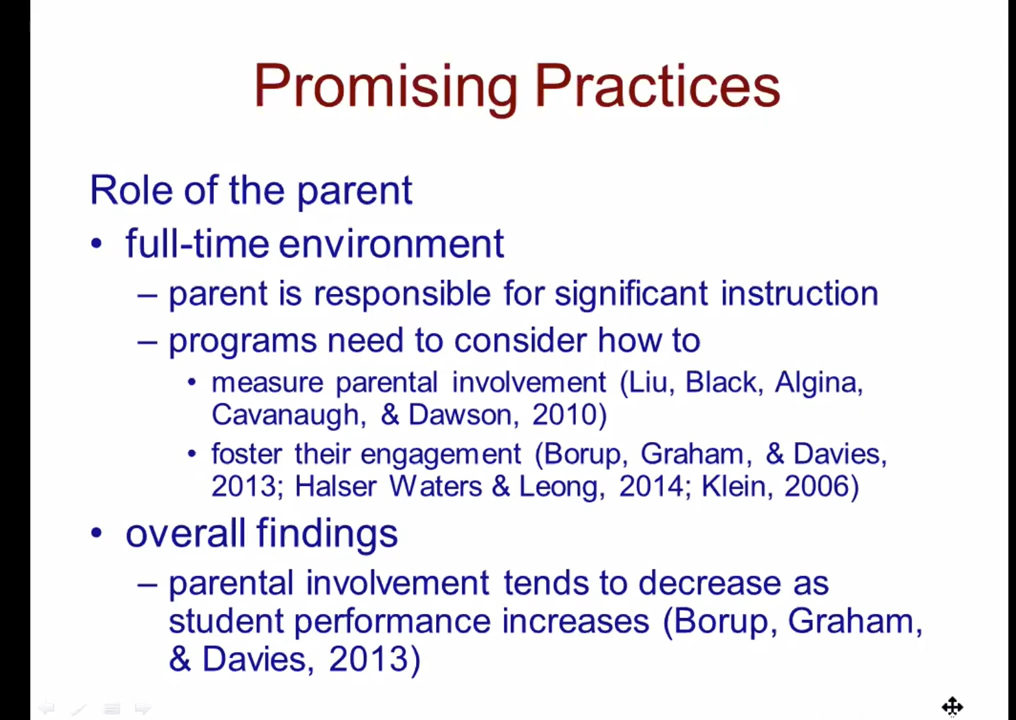 Promising Practices
Role of the parent
• full-time environment
– parent is responsible for significant instruction
– programs need to consider how to
• measure parental involvement (Liu, Black, Algina,
Cavanaugh, & Dawson, 2010)
• foster their engagement (Borup, Graham, & Davies,
2013; Halser Waters & Leong, 2014; Klein, 2006)
• overall findings
– parental involvement tends to decrease as
student performance increases (Borup, Graham,
& Davies, 2013)